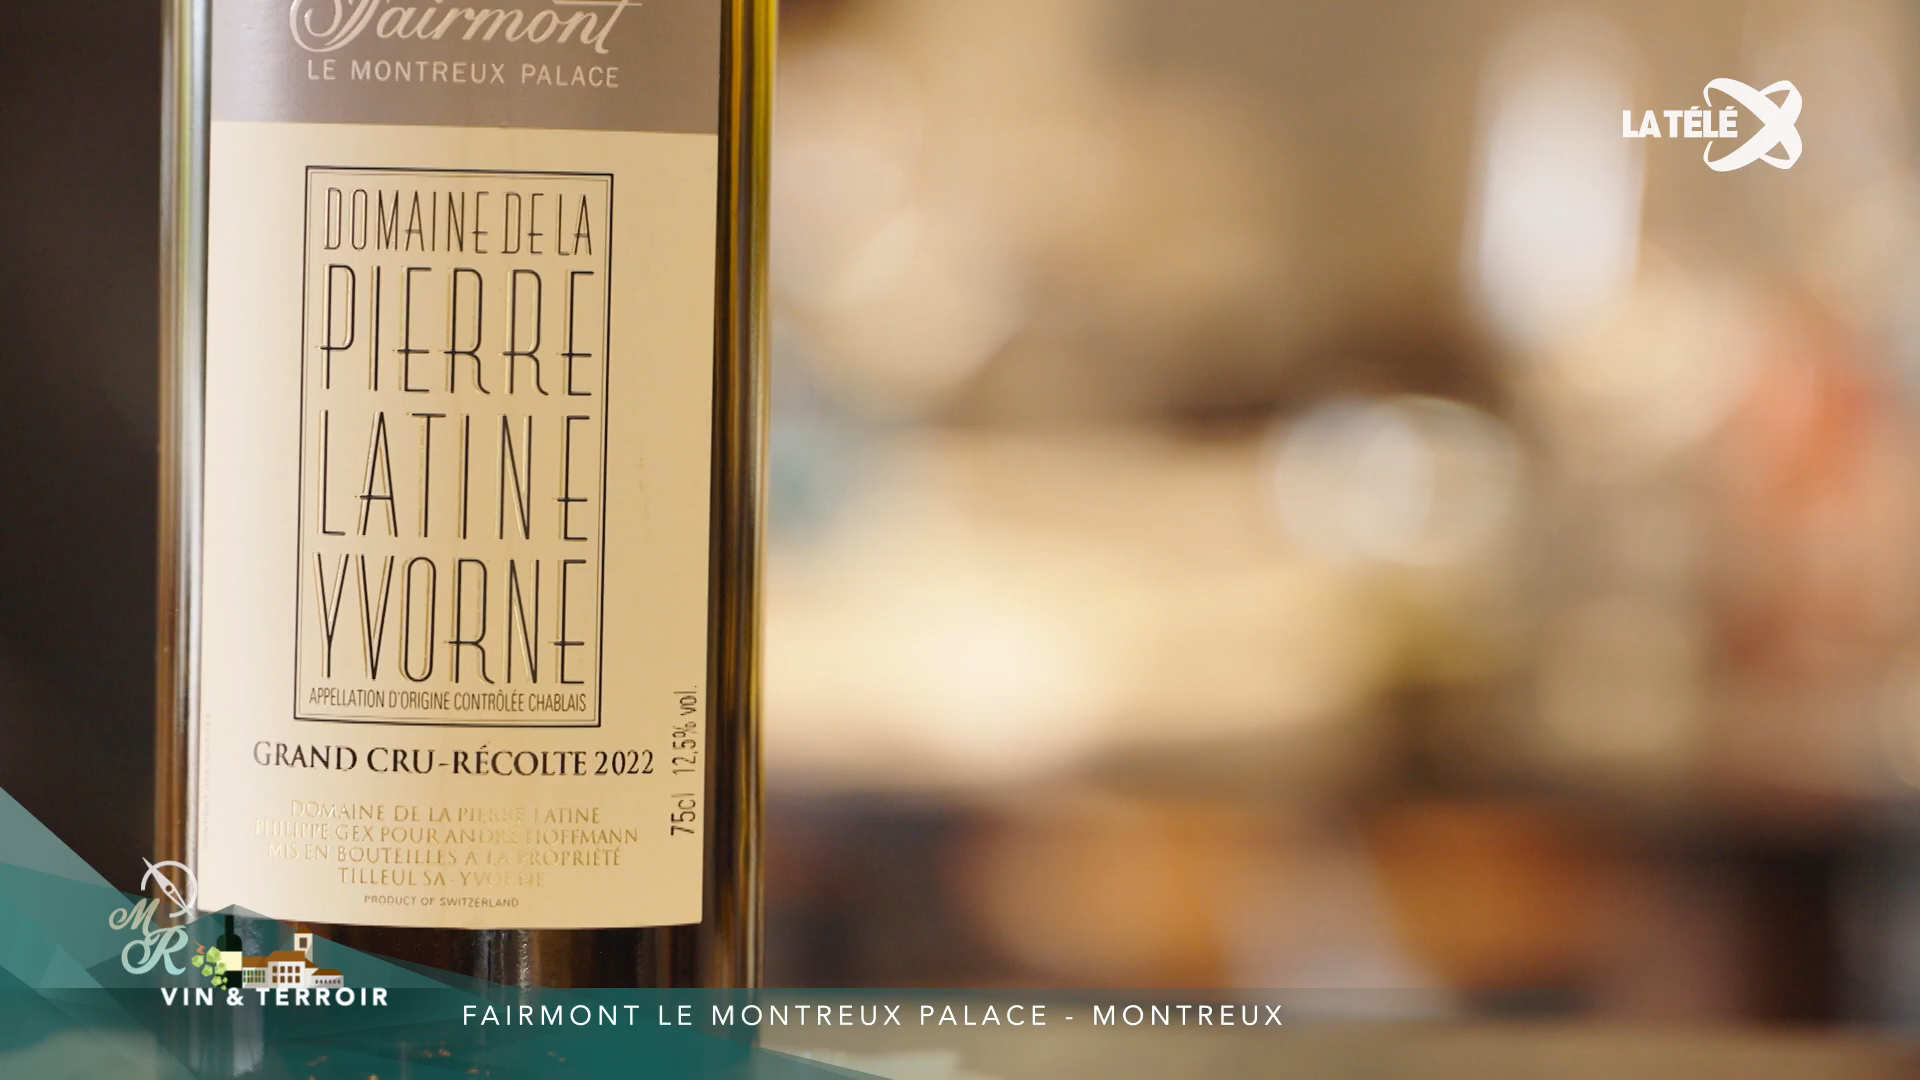 Fairmont
LE MONTREUX PALACE
LA TÉLÉ
DOMAINE DE LA
PIERRE
LATINE
YVORNE
APPELLATION D'ORIGINE CONTRÔLÉE CHABLAIS
GRAND CRU-RÉCOLTE 2022
75cl 12,5% vol.
DOMAINE DE LA PIERRE LATINE
PHILIPPE GEX POUR ANDRÉ HOFFMANN
MIS EN BOUTEILLES A LA PROPRIÉTÉ
TILLEUL SA-YVORNE
PRODUCT OF SWITZERLAND
MR
VIN & TERROIR
FAIRMONT LE MONTREUX PALACE - MONTREUX